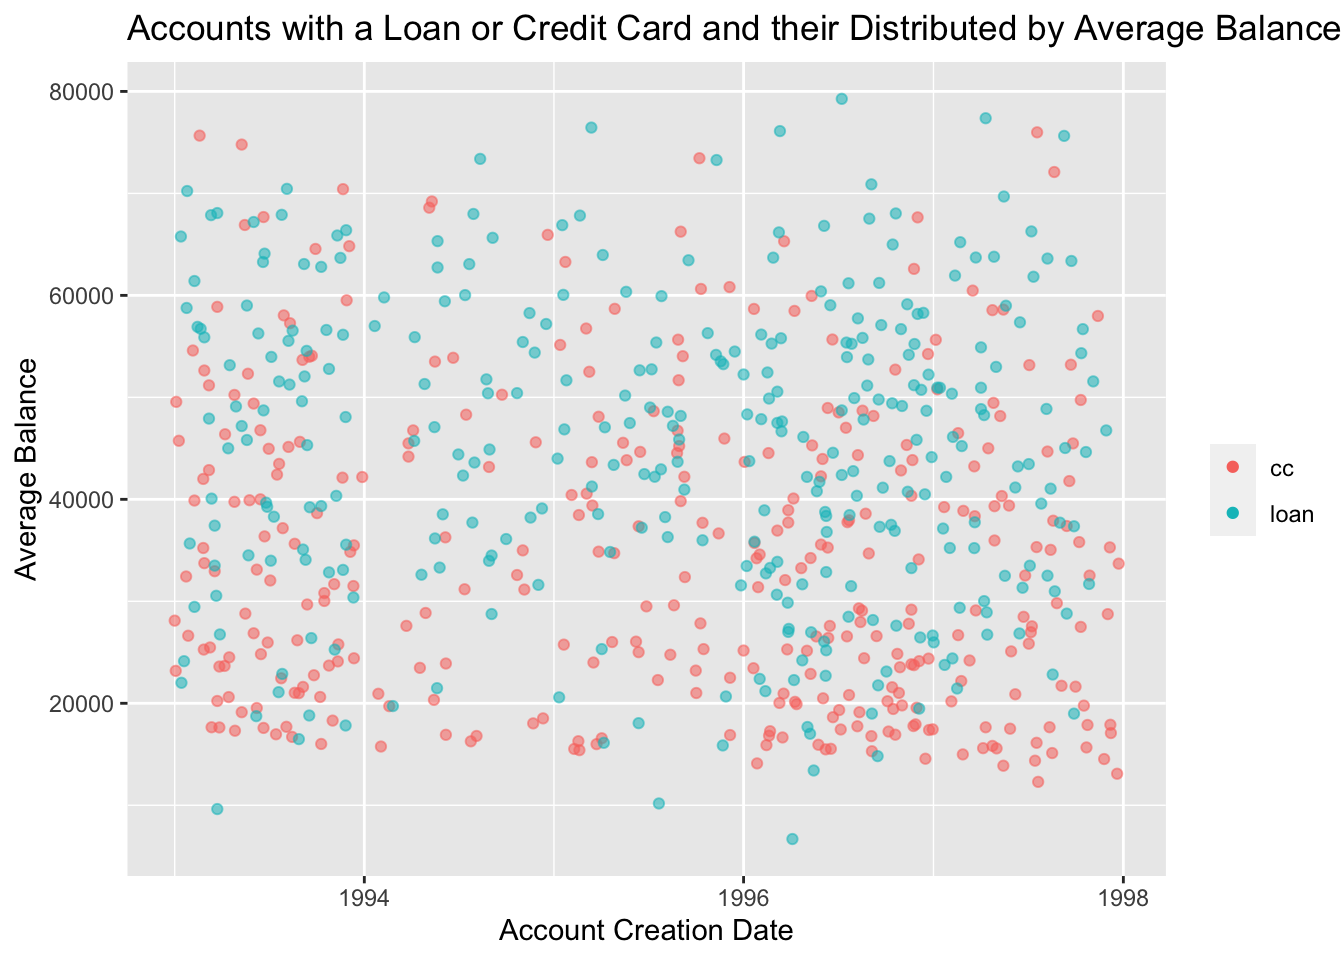 Accounts with a Loan or Credit Card and their Distributed by Average Balance
80000
60000
40000
20000
Average Balance
1994
1996
1998
Account Creation Date
cc
loan